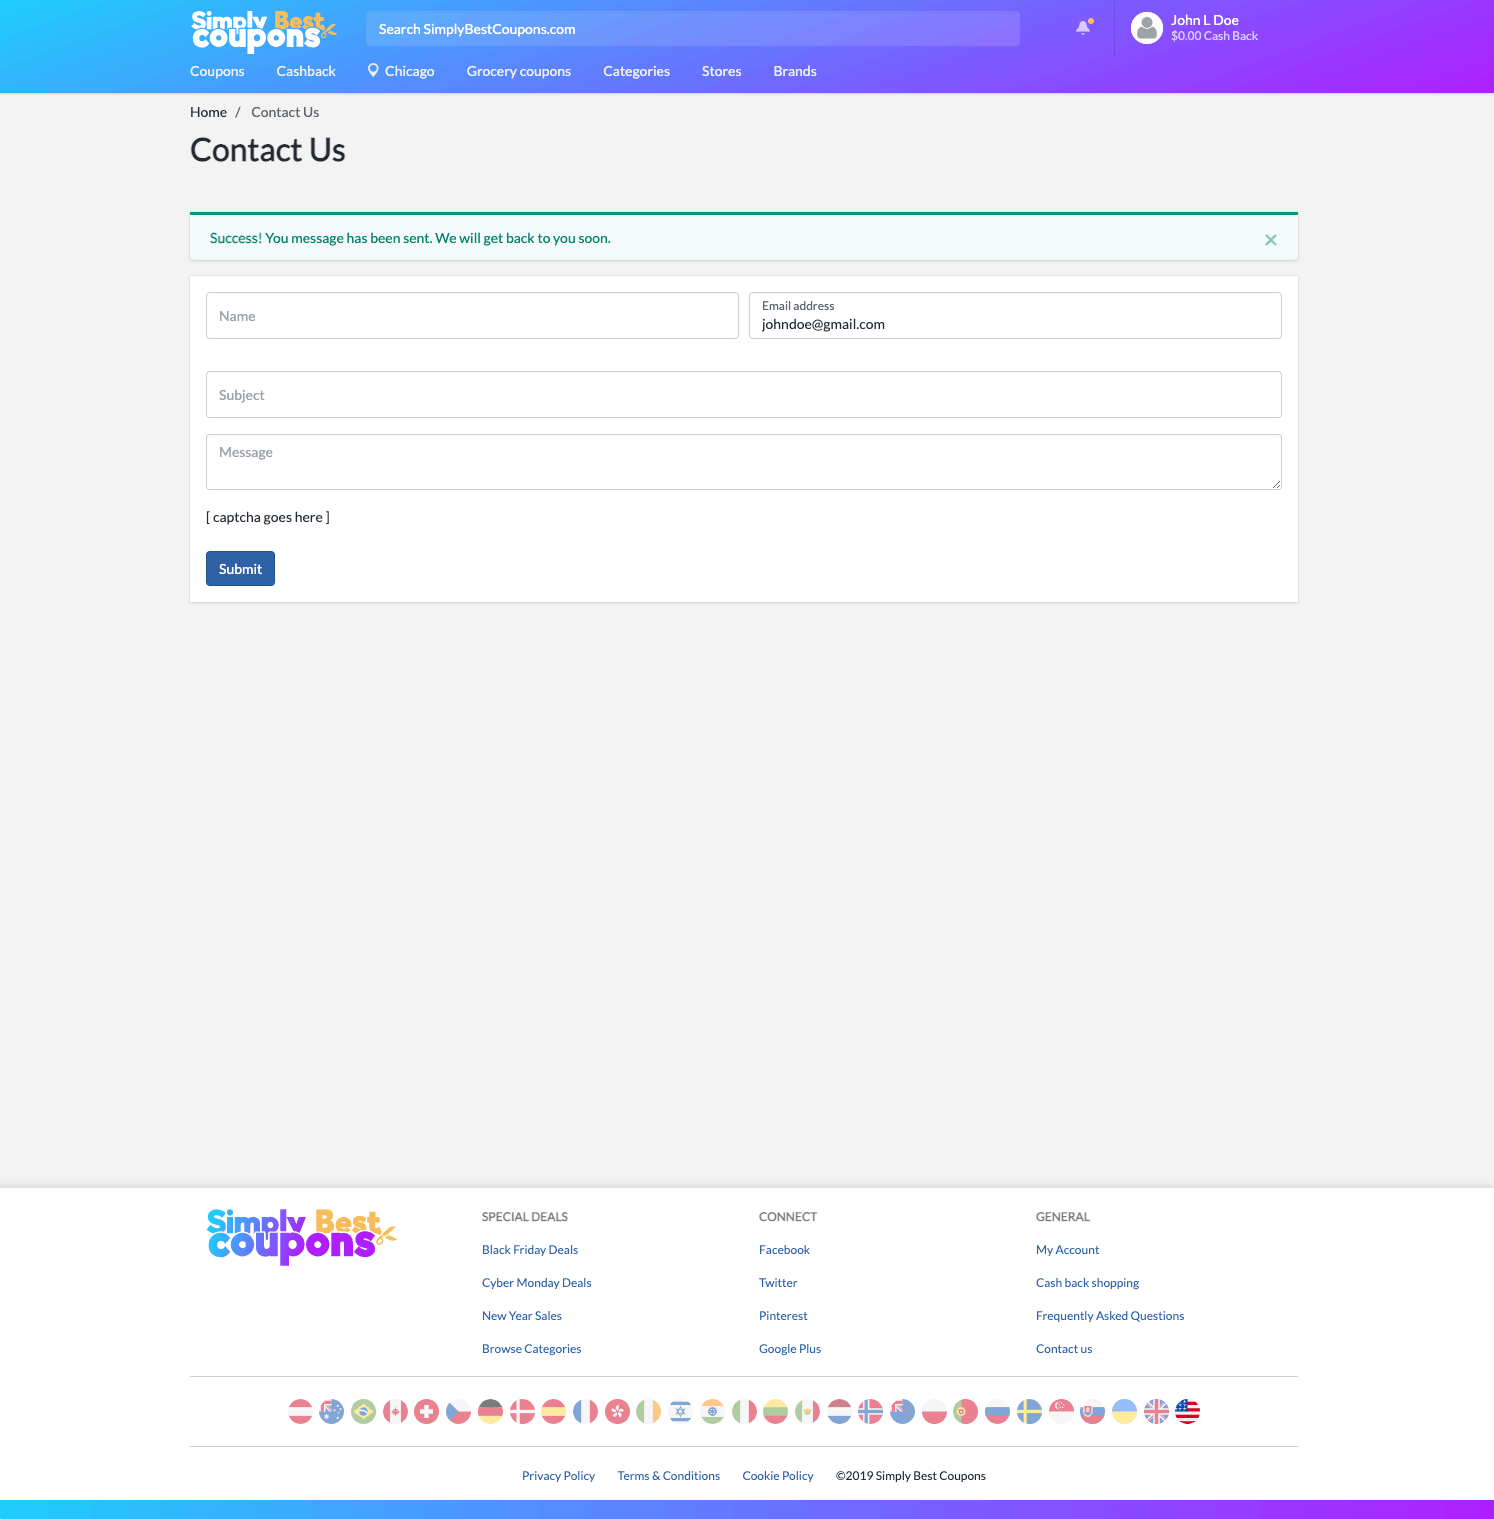 Simply Best
coupons
Search SimplyBestCoupons.com
John L Doe
$0.00 Cash Back
Coupons Cashback Chicago Grocery coupons Categories Stores Brands
Home / Contact Us
Contact Us
Success! You message has been sent. We will get back to you soon.
Name
Email address
johndoe@gmail.com
Subject
Message
[ captcha goes here ]
Submit
Simply Best
coupons
SPECIAL DEALS
Black Friday Deals
Cyber Monday Deals
New Year Sales
Browse Categories
CONNECT
Facebook
Twitter
Pinterest
Google Plus
GENERAL
My Account
Cash back shopping
Frequently Asked Questions
Contact us
Privacy Policy Terms & Conditions Cookie Policy ©2019 Simply Best Coupons